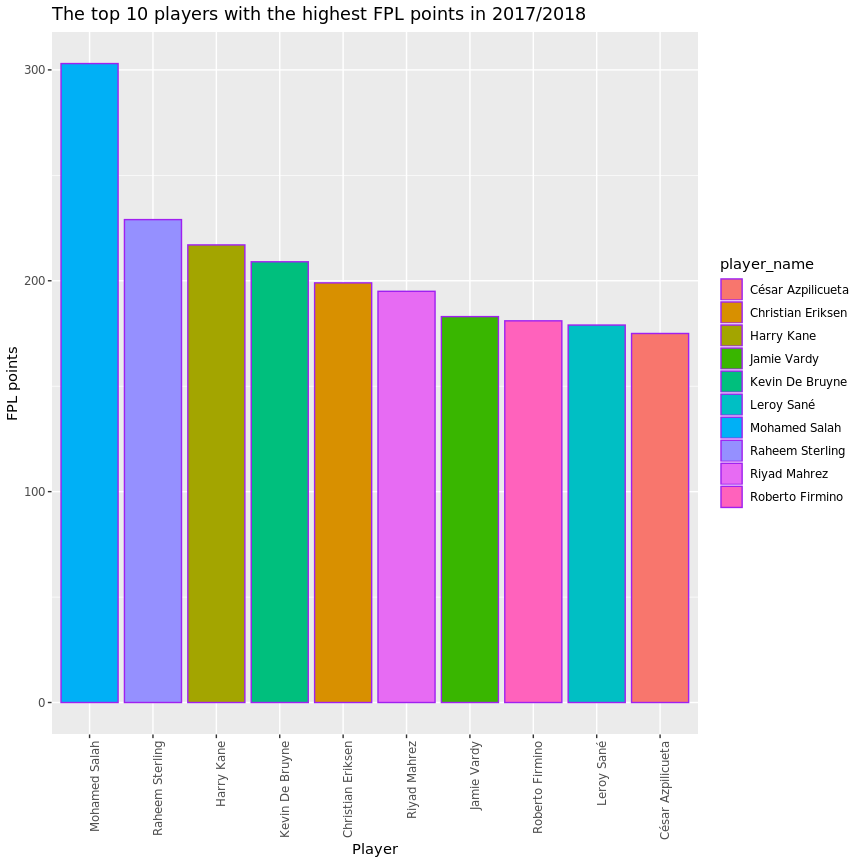 The top 10 players with the highest FPL points in 2017/2018
FPL points
300
200
100
0
Mohamed Salah
Raheem Sterling
Harry Kane
Kevin De Bruyne
Christian Eriksen
Riyad Mahrez
Jamie Vardy
Roberto Firmino
Leroy Sané
César Azpilicueta
Player
player_name
César Azpilicueta
Christian Eriksen
Harry Kane
Jamie Vardy
Kevin De Bruyne
Leroy Sané
Mohamed Salah
Raheem Sterling
Riyad Mahrez
Roberto Firmino